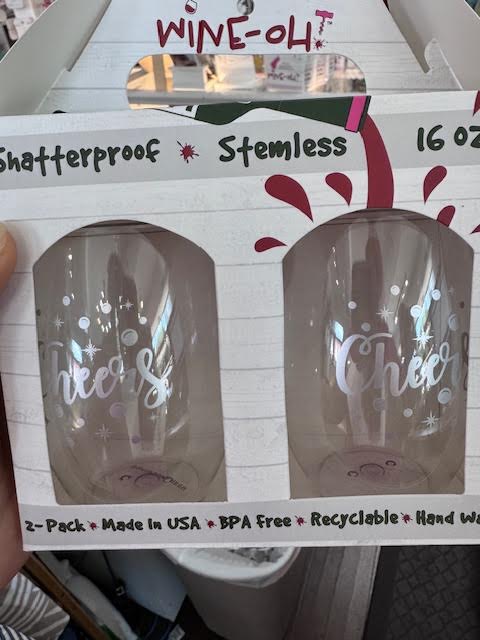 WiNE-OH!
Shatterproof Stemless 16 OZ
Cheers Cheers
2-Pack Made in USA BPA Free Recyclable Hand Wa